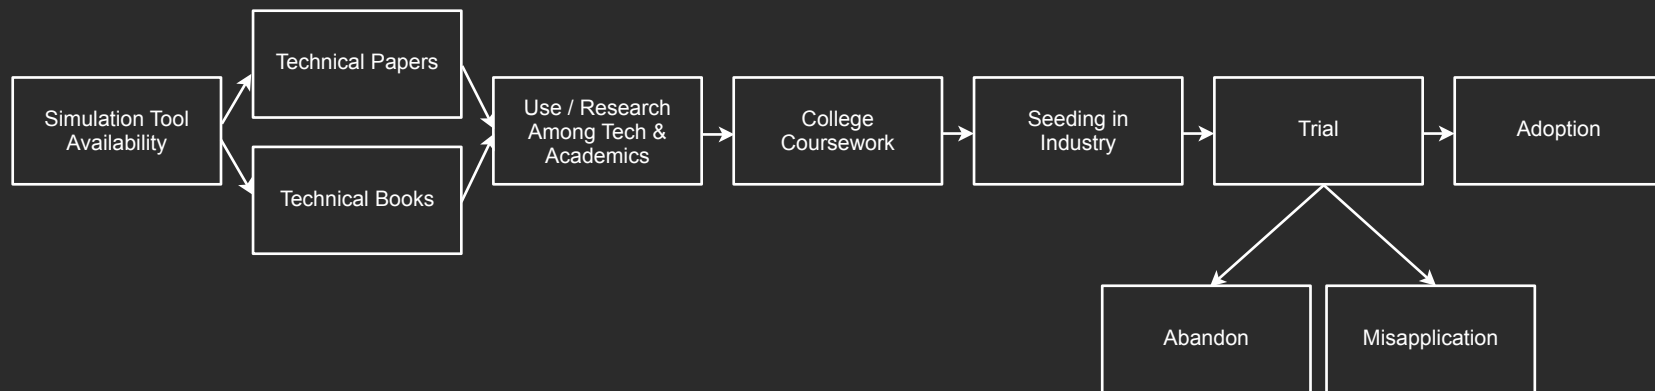 Technical Papers
Simulation Tool
Availability
Use / Research
Among Tech &
Academics
College
Coursework
Seeding in
Industry
Trial
Adoption
Technical Books
Abandon
Misapplication